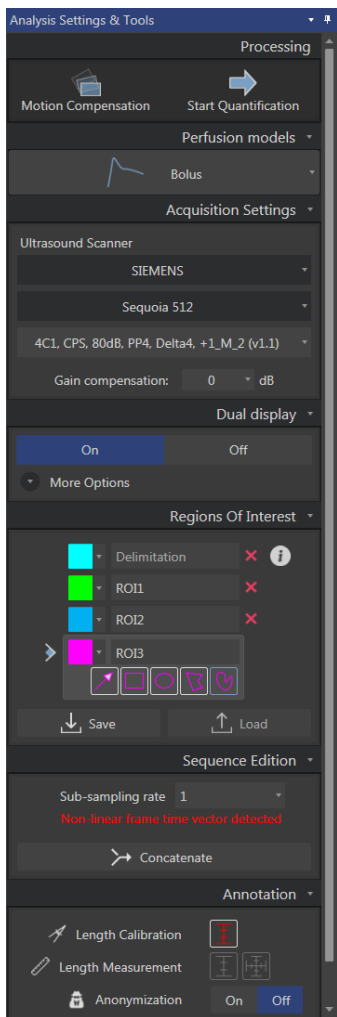 Analysis Settings & Tools
Processing
Motion Compensation
Start Quantification
Perfusion models
Bolus
Acquisition Settings
Ultrasound Scanner
SIEMENS
Sequoia 512
4C1, CPS, 80dB, PP4, Delta4, +1_M_2 (v1.1)
Gain compensation: 0 dB
Dual display
On Off
More Options
Regions Of Interest
Delimitation
ROI1
ROI2
ROI3
Save Load
Sequence Edition
Sub-sampling rate 1
Non-linear frame time vector detected
Concatenate
Annotation
Length Calibration
Length Measurement
Anonymization On Off